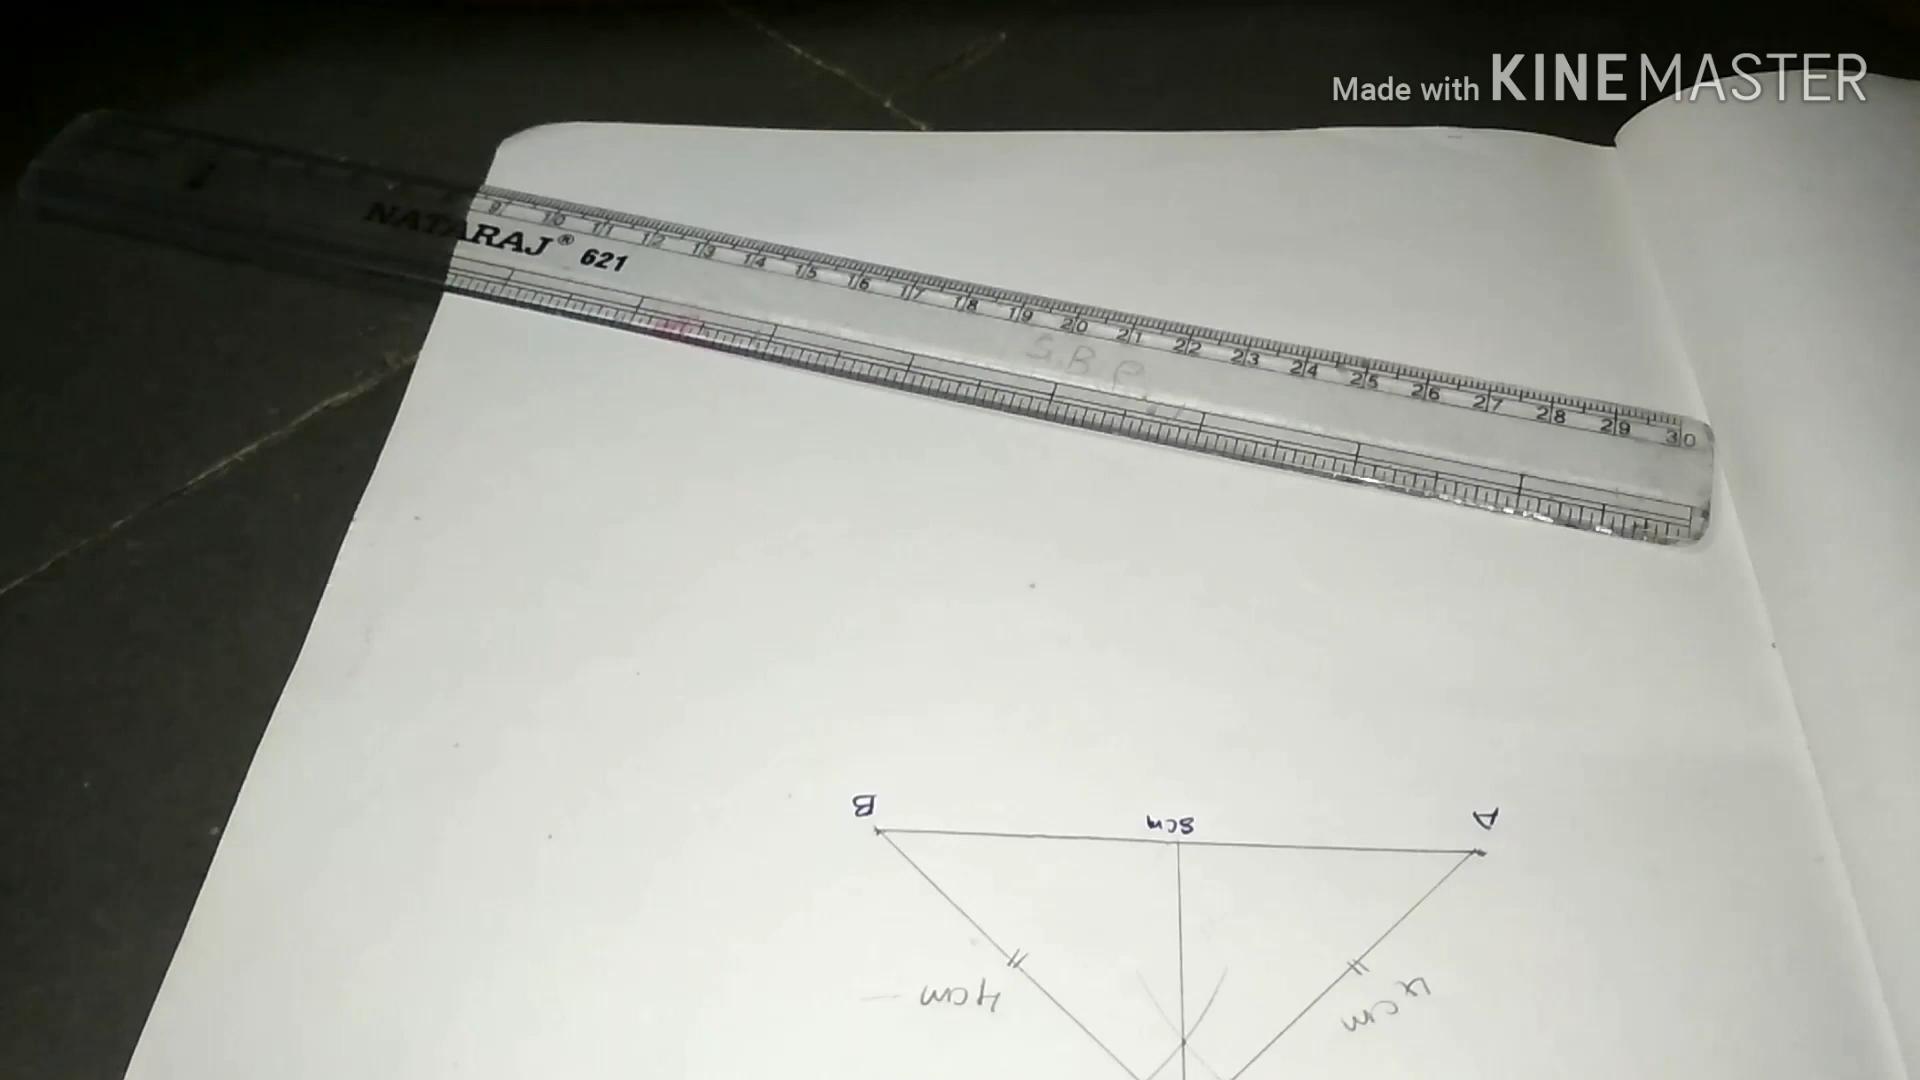 Made with KINEMASTER
9 10 11 12 13 14 15 16 17 18 19 20 21 22 23 24 25 26 27 28 29 30
NATARAJ® 621
S.B.P.
B
8cm
A
4cm
4cm